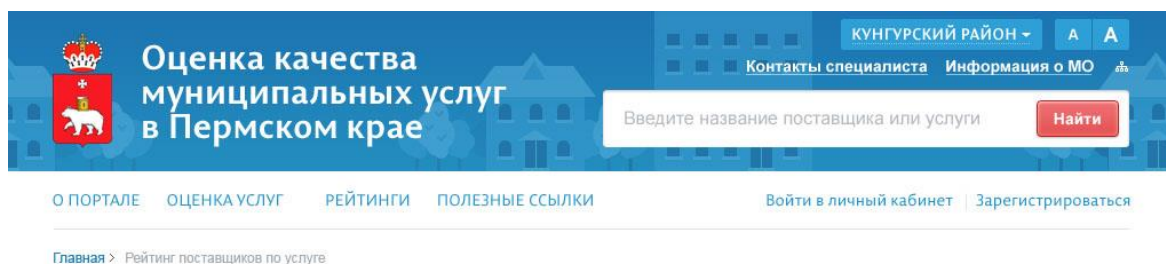 КУНГУРСКИЙ РАЙОН А А
Контакты специалиста Информация о МО
Оценка качества
муниципальных услуг
в Пермском крае
Введите название поставщика или услуги Найти
О ПОРТАЛЕ ОЦЕНКА УСЛУГ РЕЙТИНГИ ПОЛЕЗНЫЕ ССЫЛКИ Войти в личный кабинет | Зарегистрироваться
Главная > Рейтинг поставщиков по услуге